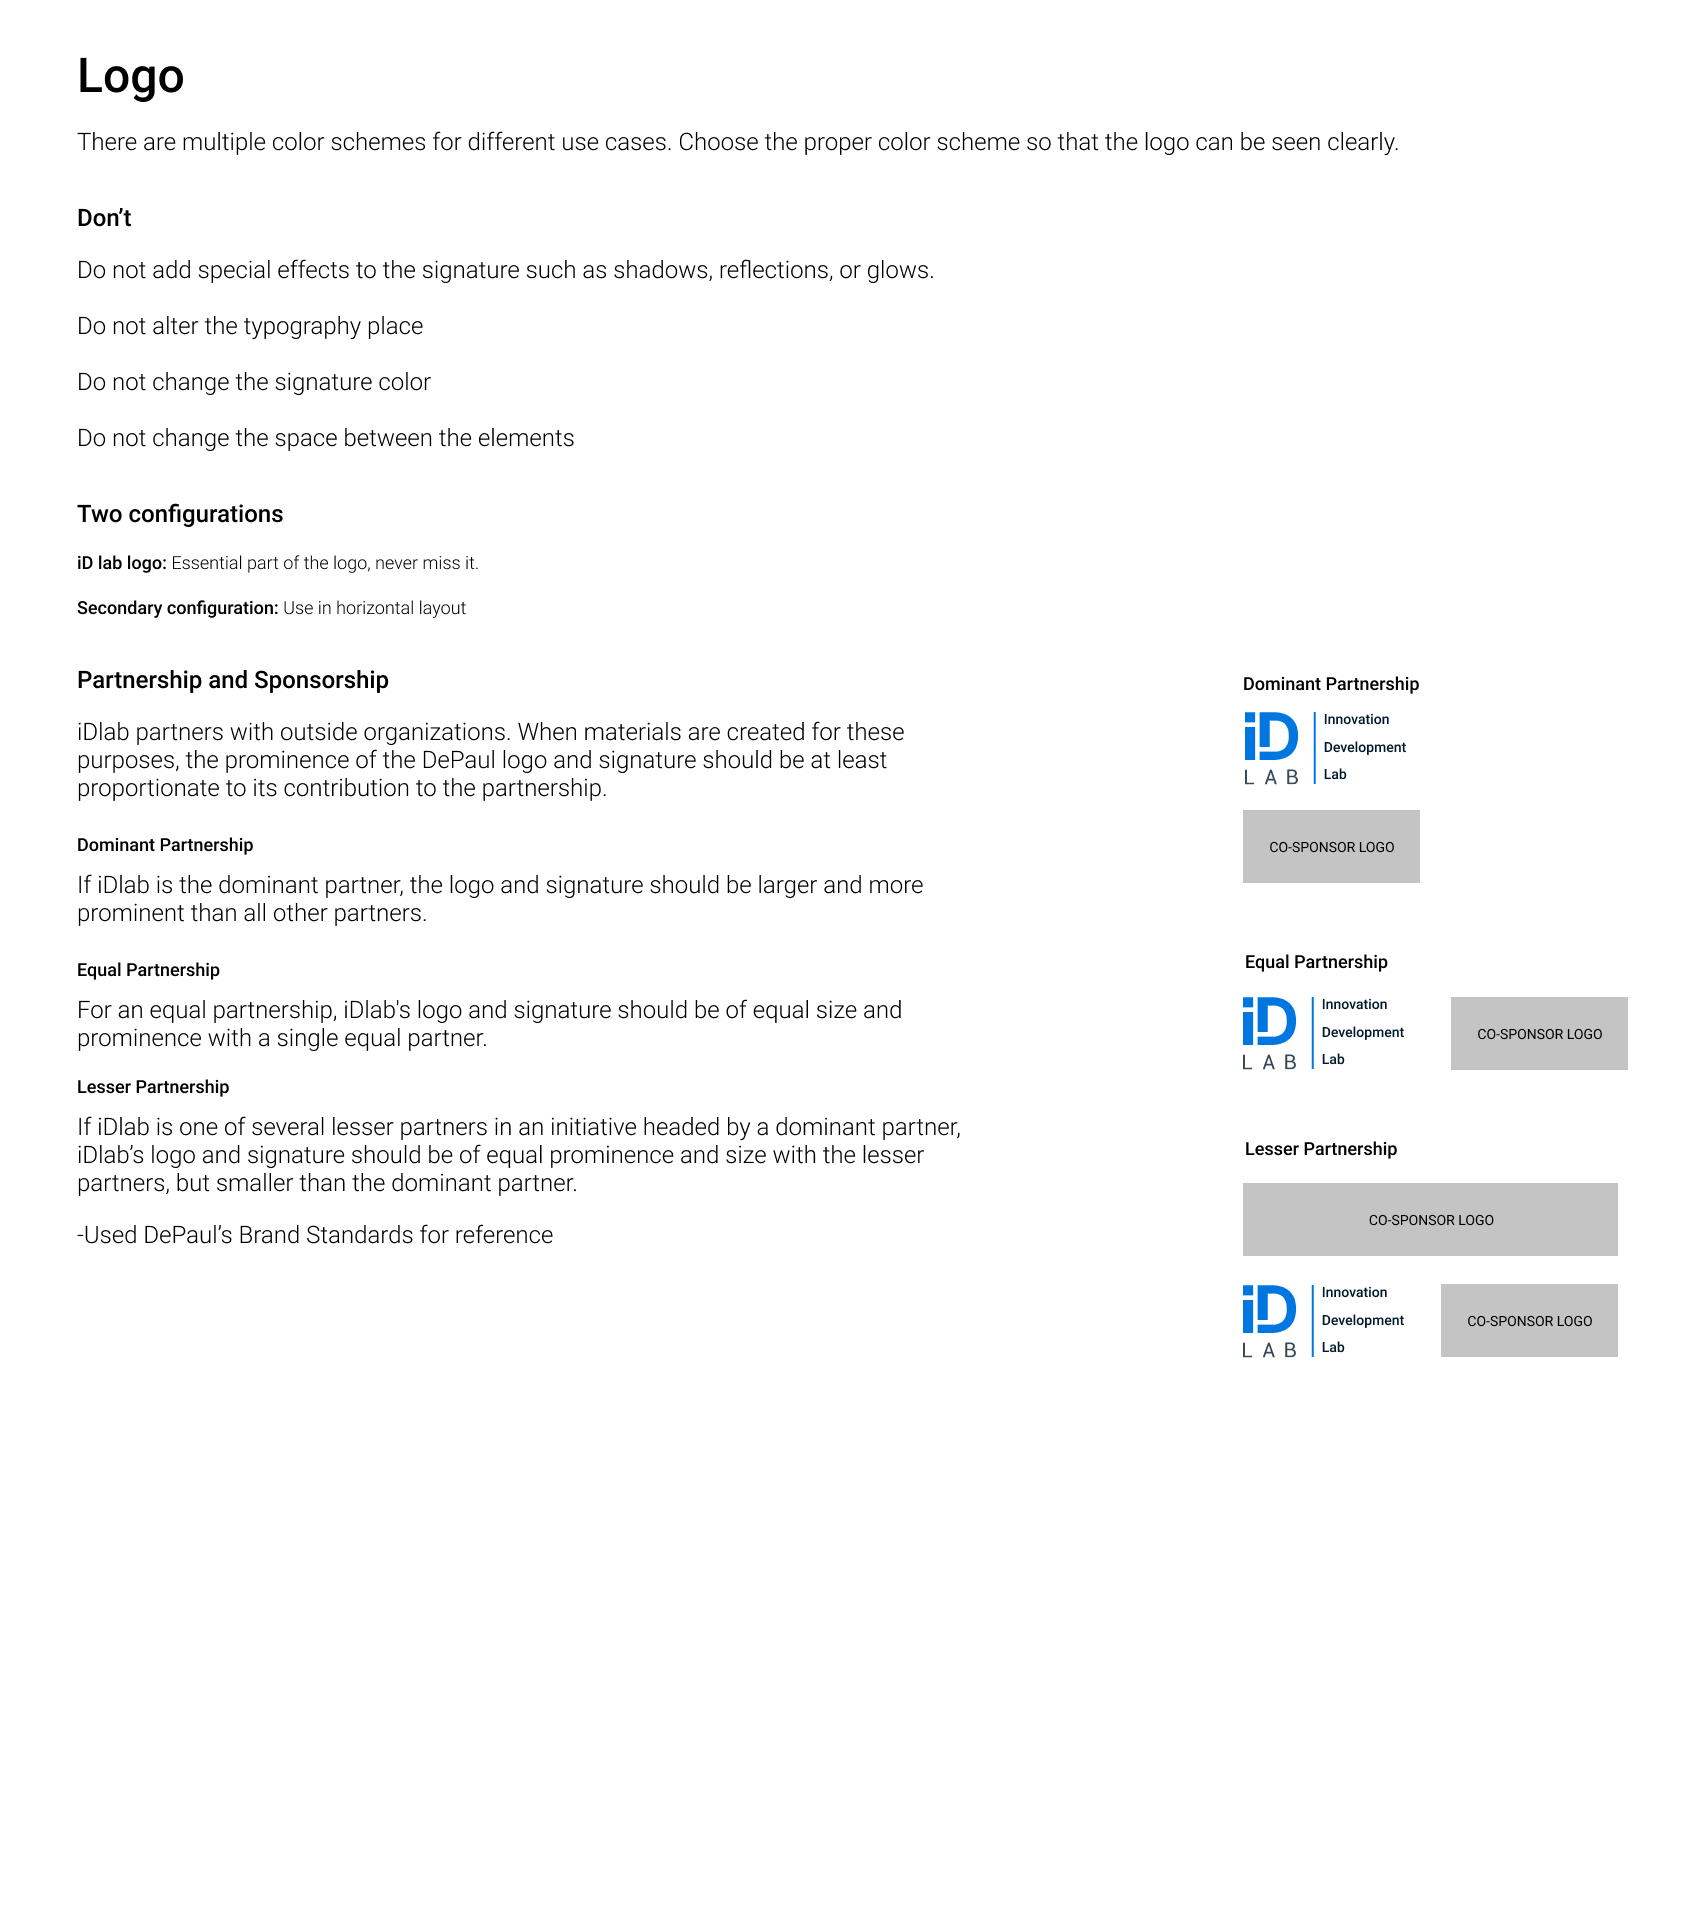 Logo
There are multiple color schemes for different use cases. Choose the proper color scheme so that the logo can be seen clearly.
Don’t
Do not add special effects to the signature such as shadows, reflections, or glows.
Do not alter the typography place
Do not change the signature color
Do not change the space between the elements
Two configurations
iD lab logo: Essential part of the logo, never miss it.
Secondary configuration: Use in horizontal layout
Partnership and Sponsorship
iDlab partners with outside organizations. When materials are created for these
purposes, the prominence of the DePaul logo and signature should be at least
proportionate to its contribution to the partnership.
Dominant Partnership
If iDlab is the dominant partner, the logo and signature should be larger and more
prominent than all other partners.
Equal Partnership
For an equal partnership, iDlab's logo and signature should be of equal size and
prominence with a single equal partner.
Lesser Partnership
If iDlab is one of several lesser partners in an initiative headed by a dominant partner,
iDlab’s logo and signature should be of equal prominence and size with the lesser
partners, but smaller than the dominant partner.
-Used DePaul’s Brand Standards for reference
Dominant Partnership
iD
LAB
Innovation
Development
Lab
CO-SPONSOR LOGO
Equal Partnership
iD
LAB
Innovation
Development
Lab
CO-SPONSOR LOGO
Lesser Partnership
CO-SPONSOR LOGO
iD
LAB
Innovation
Development
Lab
CO-SPONSOR LOGO